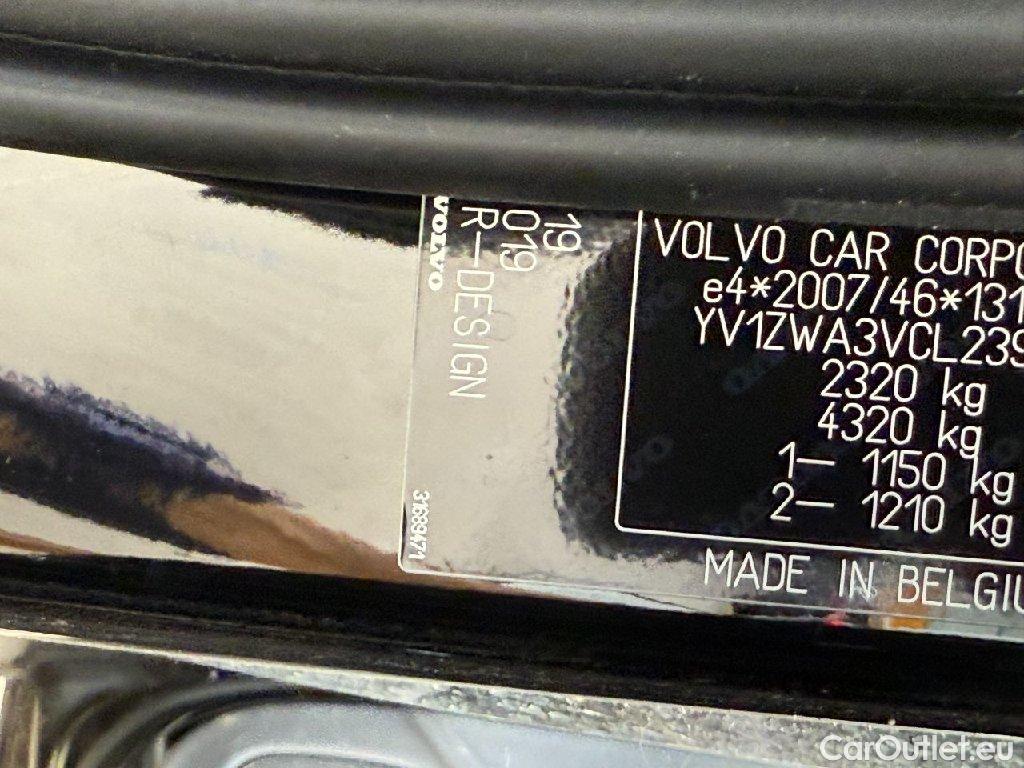 VOLVO
R-DESIGN
019
19
31689471
VOLVO CAR CORPO
e4*2007/46*131
YV1ZWA3VCL239
2320 kg
4320 kg
1- 1150 kg
2- 1210 kg
MADE IN BELGIU
CarOutlet.eu